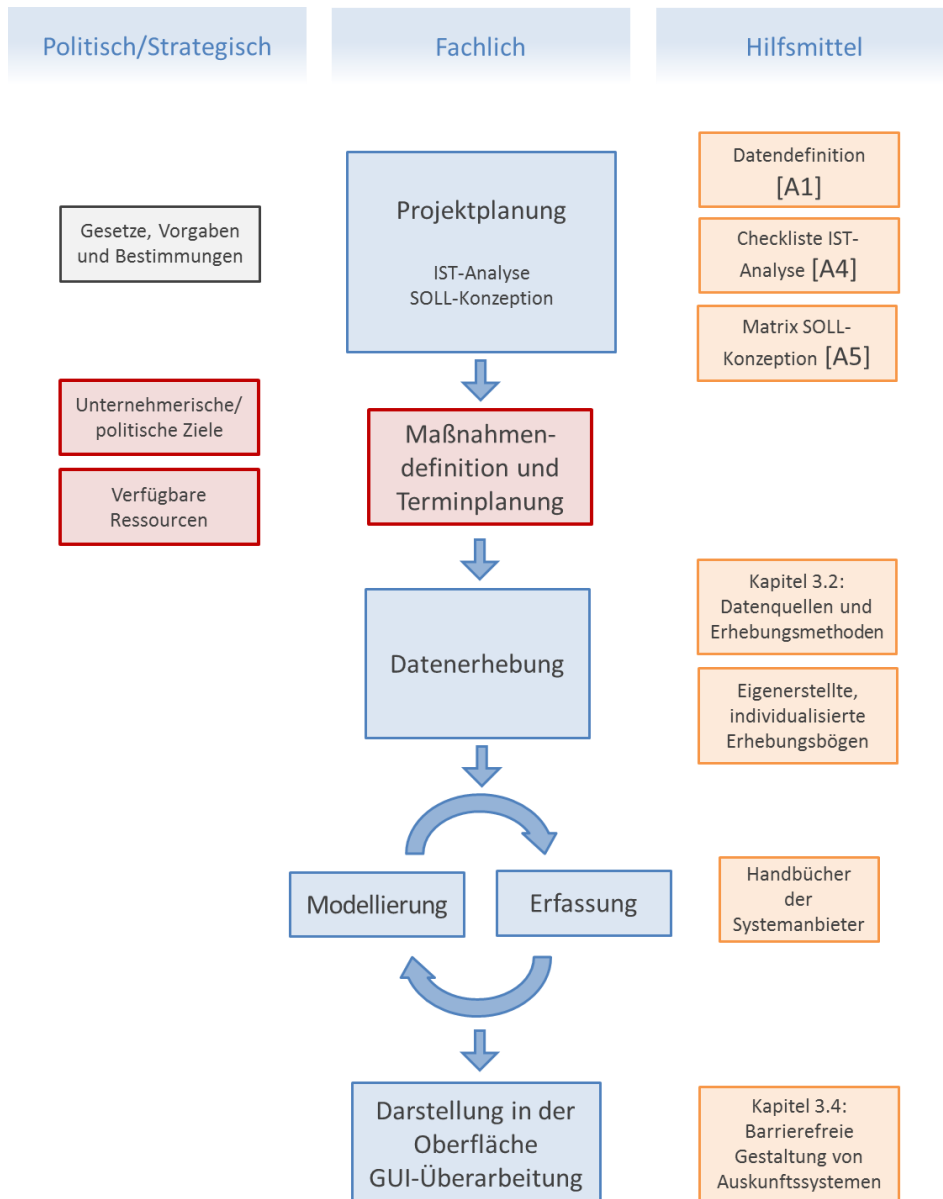 Politisch/Strategisch
Fachlich
Hilfsmittel
Projektplanung
IST-Analyse
SOLL-Konzeption
Gesetze, Vorgaben
und Bestimmungen
Datendefinition
[A1]
Checkliste IST-
Analyse [A4]
Matrix SOLL-
Konzeption [A5]
Unternehmerische/
politische Ziele
Verfügbare
Ressourcen
Maßnahmen-
definition und
Terminplanung
Datenerhebung
Kapitel 3.2:
Datenquellen und
Erhebungsmethoden
Eigenerstellte,
individualisierte
Erhebungsbögen
Modellierung
Erfassung
Handbücher
der
Systemanbieter
Darstellung in der
Oberfläche
GUI-Überarbeitung
Kapitel 3.4:
Barrierefreie
Gestaltung von
Auskunftssystemen